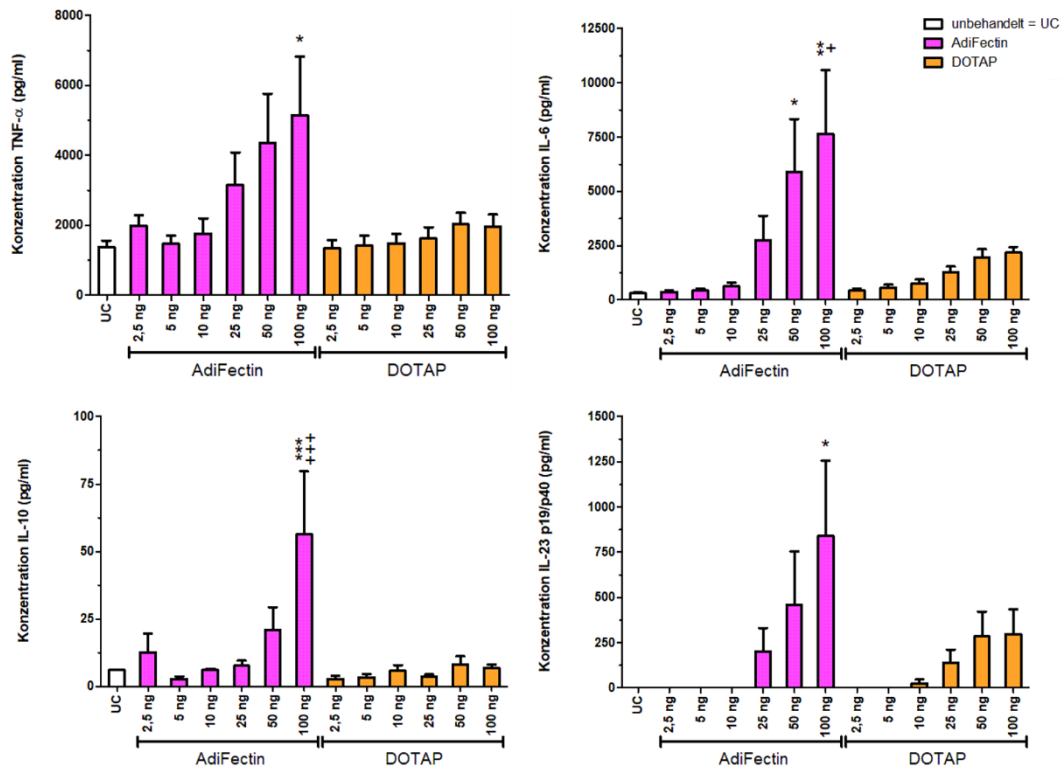 Konzentration TNF-α (pg/ml)
8000
6000
4000
2000
0
*
UC
2,5 ng
5 ng
10 ng
25 ng
50 ng
100 ng
2,5 ng
5 ng
10 ng
25 ng
50 ng
100 ng
AdiFectin
DOTAP
Konzentration IL-6 (pg/ml)
12500
10000
7500
5000
2500
0
*
**+
unbehandelt = UC
AdiFectin
DOTAP
UC
2,5 ng
5 ng
10 ng
25 ng
50 ng
100 ng
2,5 ng
5 ng
10 ng
25 ng
50 ng
100 ng
AdiFectin
DOTAP
Konzentration IL-10 (pg/ml)
100
75
50
25
0
***
+++
UC
2,5 ng
5 ng
10 ng
25 ng
50 ng
100 ng
2,5 ng
5 ng
10 ng
25 ng
50 ng
100 ng
AdiFectin
DOTAP
Konzentration IL-23 p19/p40 (pg/ml)
1500
1250
1000
750
500
250
0
*
UC
2,5 ng
5 ng
10 ng
25 ng
50 ng
100 ng
2,5 ng
5 ng
10 ng
25 ng
50 ng
100 ng
AdiFectin
DOTAP